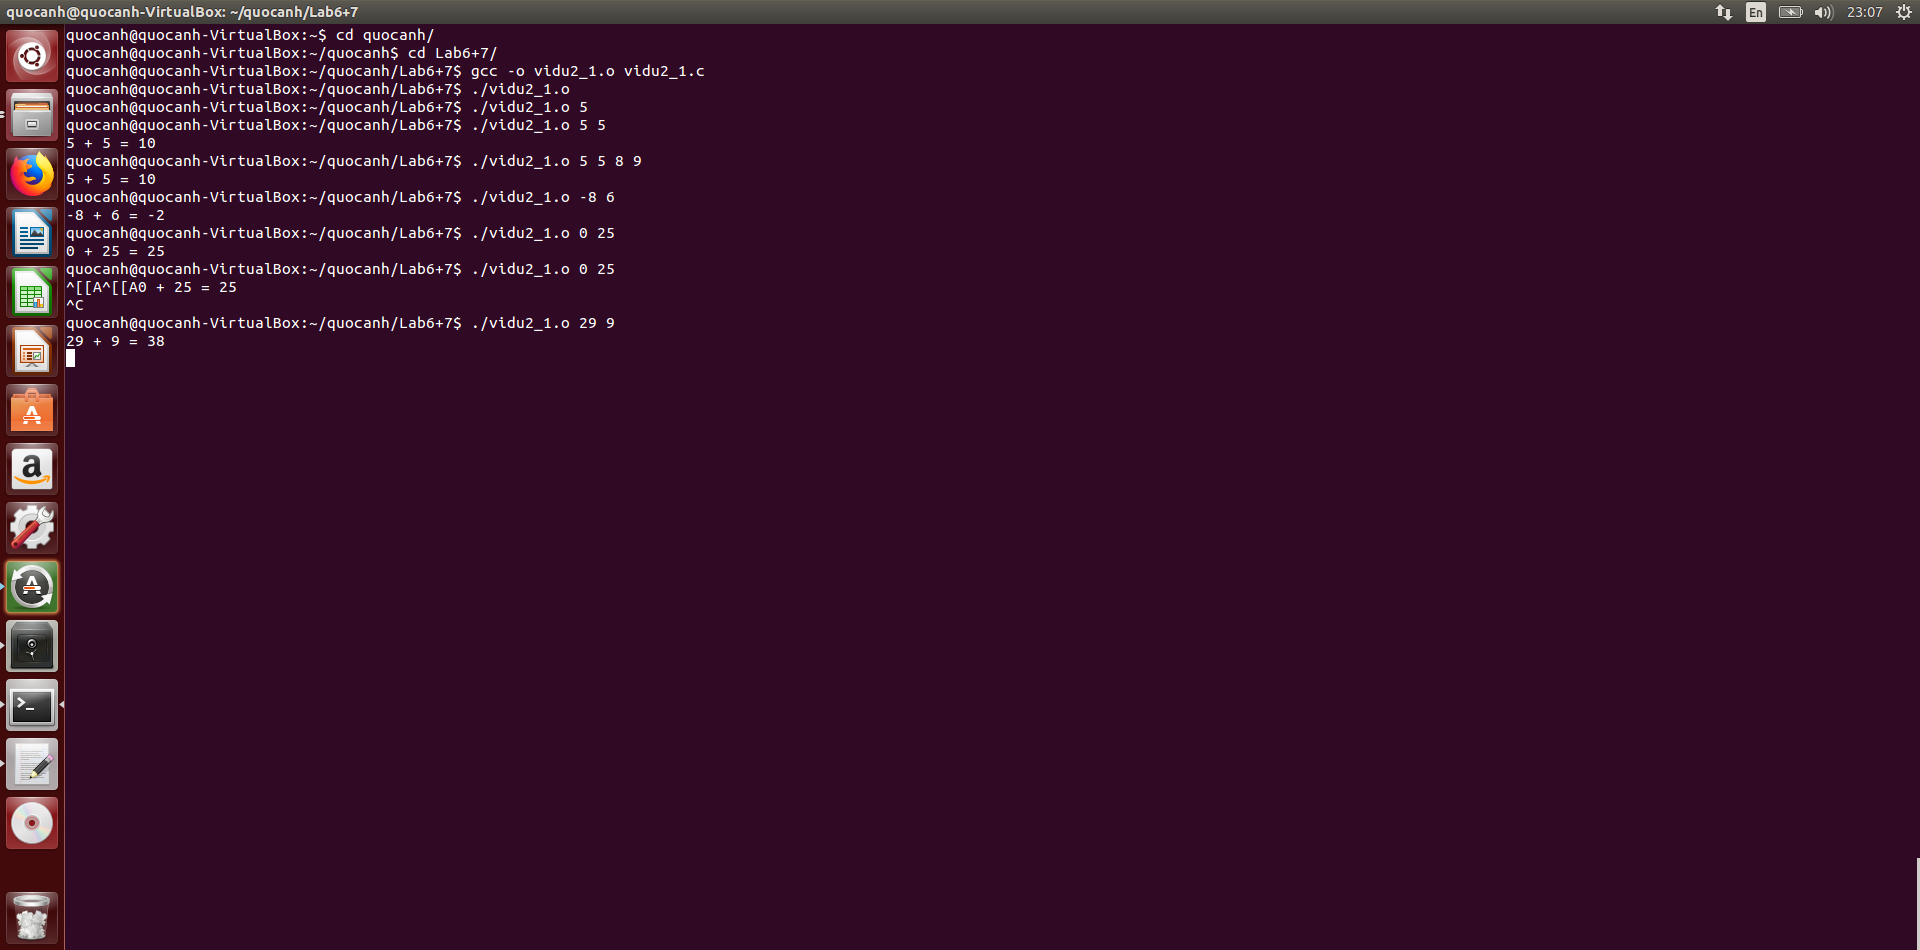 quocanh@quocanh-VirtualBox: ~/quocanh/Lab6+7
En
23:07
quocanh@quocanh-VirtualBox:~$ cd quocanh/
quocanh@quocanh-VirtualBox:~/quocanh$ cd Lab6+7/
quocanh@quocanh-VirtualBox:~/quocanh/Lab6+7$ gcc -o vidu2_1.o vidu2_1.c
quocanh@quocanh-VirtualBox:~/quocanh/Lab6+7$ ./vidu2_1.o
quocanh@quocanh-VirtualBox:~/quocanh/Lab6+7$ ./vidu2_1.o 5
quocanh@quocanh-VirtualBox:~/quocanh/Lab6+7$ ./vidu2_1.o 5 5
5 + 5 = 10
quocanh@quocanh-VirtualBox:~/quocanh/Lab6+7$ ./vidu2_1.o 5 5 8 9
5 + 5 = 10
quocanh@quocanh-VirtualBox:~/quocanh/Lab6+7$ ./vidu2_1.o -8 6
-8 + 6 = -2
quocanh@quocanh-VirtualBox:~/quocanh/Lab6+7$ ./vidu2_1.o 0 25
0 + 25 = 25
quocanh@quocanh-VirtualBox:~/quocanh/Lab6+7$ ./vidu2_1.o 0 25
^[[A^[[A0 + 25 = 25
^C
quocanh@quocanh-VirtualBox:~/quocanh/Lab6+7$ ./vidu2_1.o 29 9
29 + 9 = 38